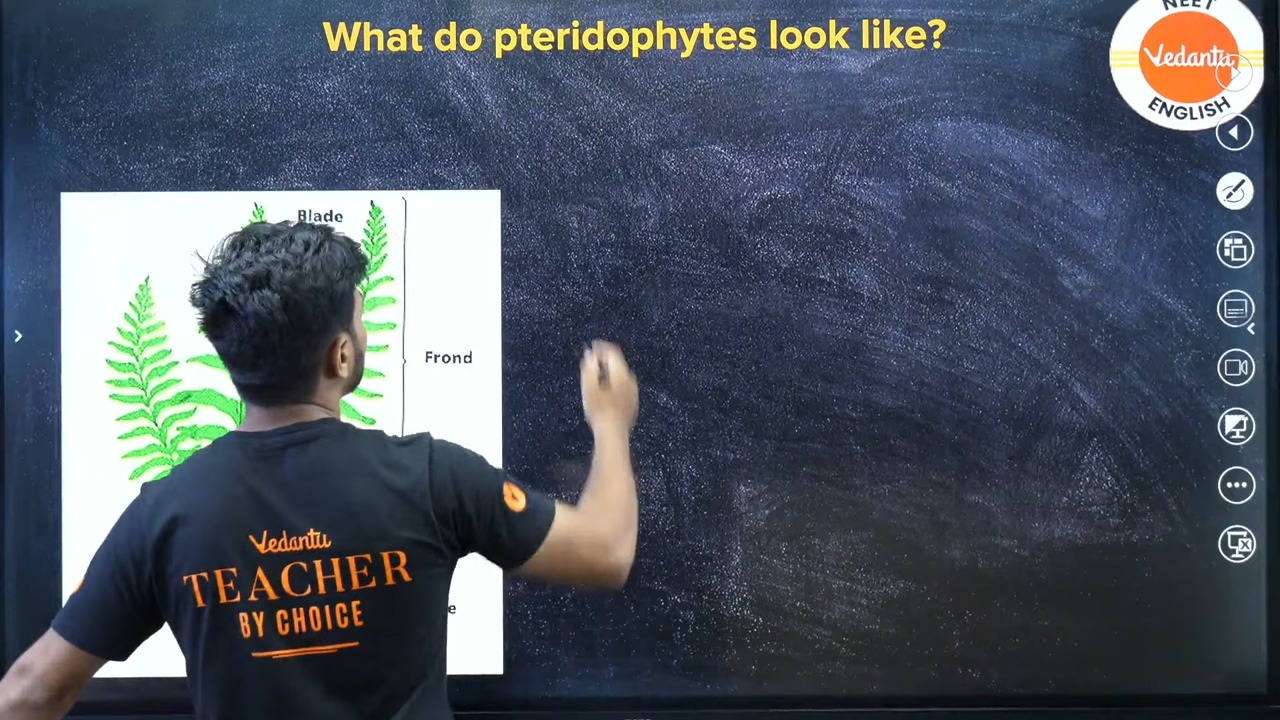 What do pteridophytes look like?
NEET
Vedantu
ENGLISH
Blade
Frond
Vedantu
TEACHER
BY CHOICE